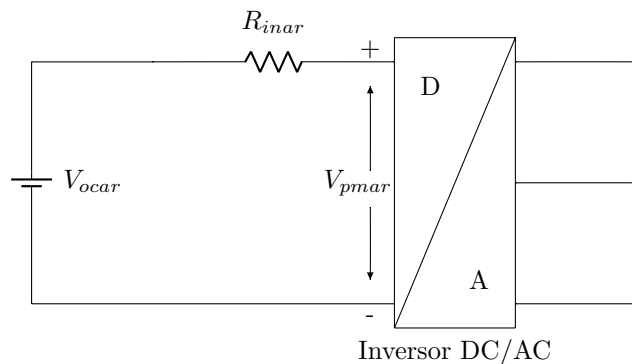 R_inar
+
D
V_ocar
V_pmar
A
-
Inversor DC/AC